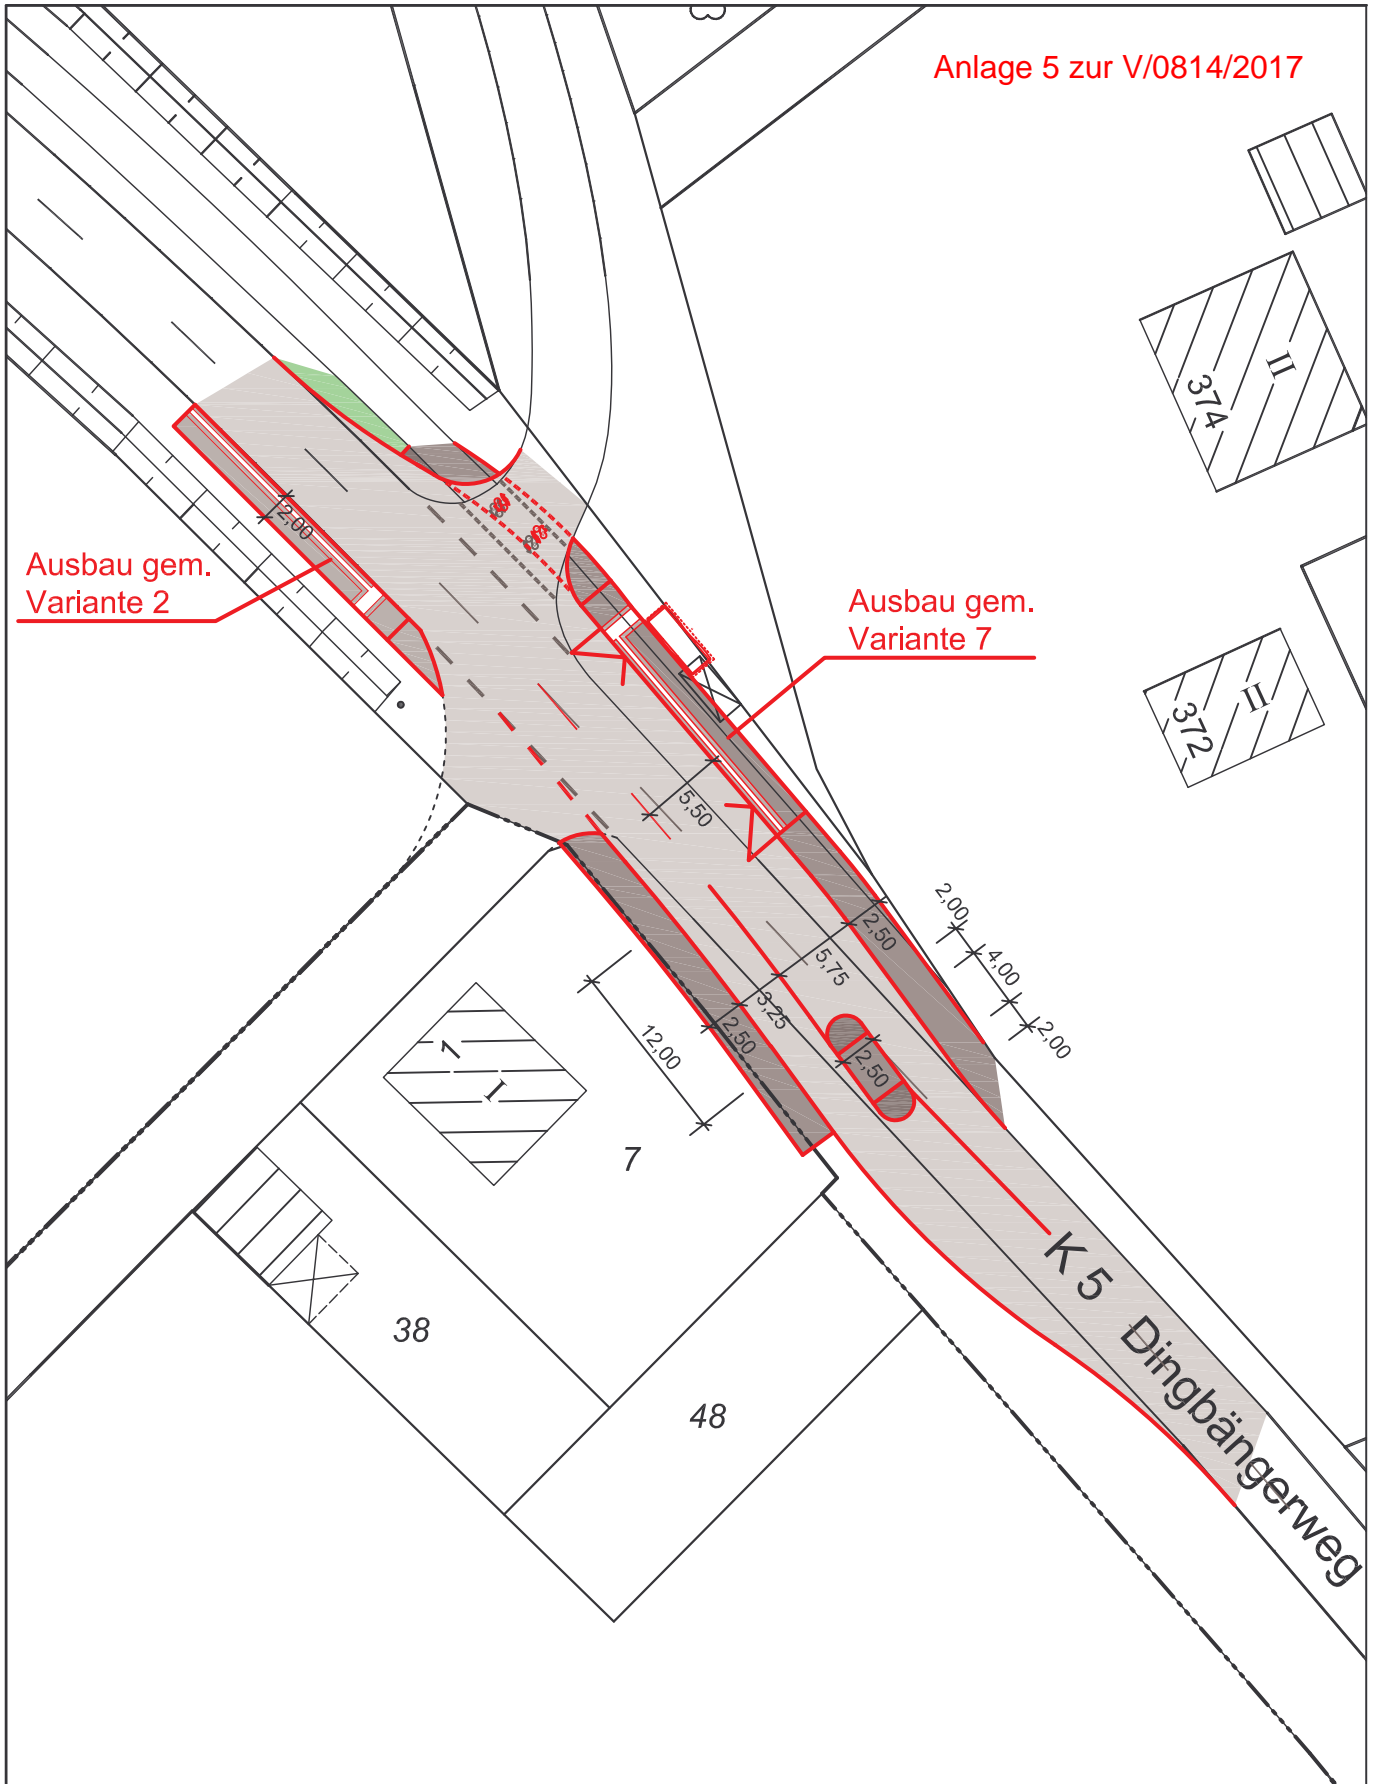 Anlage 5 zur V/0814/2017
II
374
2,00
Ausbau gem.
Variante 2
Ausbau gem.
Variante 7
II
372
5,50
2,00
2,50
4,00
5,75
3,25
2,50
2,00
12,00
2,50
1
I
7
K 5 Dingbängerweg
38
48